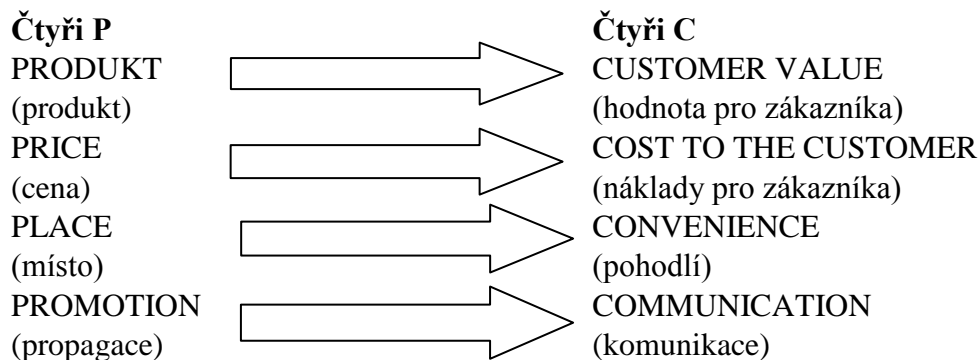 Čtyři P
PRODUKT
(produkt)
PRICE
(cena)
PLACE
(místo)
PROMOTION
(propagace)
Čtyři C
CUSTOMER VALUE
(hodnota pro zákazníka)
COST TO THE CUSTOMER
(náklady pro zákazníka)
CONVENIENCE
(pohodlí)
COMMUNICATION
(komunikace)